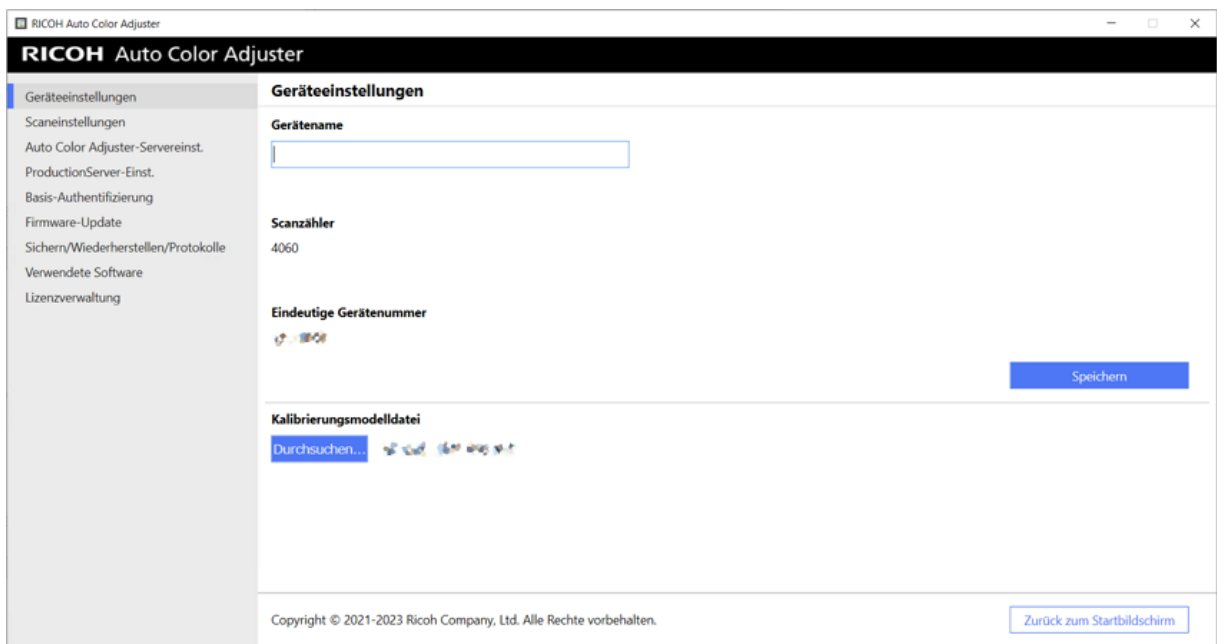 RICOH Auto Color Adjuster
RICOH Auto Color Adjuster
Geräteeinstellungen
Scaneinstellungen
Auto Color Adjuster-Servereinst.
ProductionServer-Einst.
Basis-Authentifizierung
Firmware-Update
Sichern/Wiederherstellen/Protokolle
Verwendete Software
Lizenzverwaltung
Geräteeinstellungen
Gerätename
Scanzähler
4060
Eindeutige Gerätenummer
Speichern
Kalibrierungsmodelldatei
Durchsuchen...
Copyright © 2021-2023 Ricoh Company, Ltd. Alle Rechte vorbehalten.
Zurück zum Startbildschirm